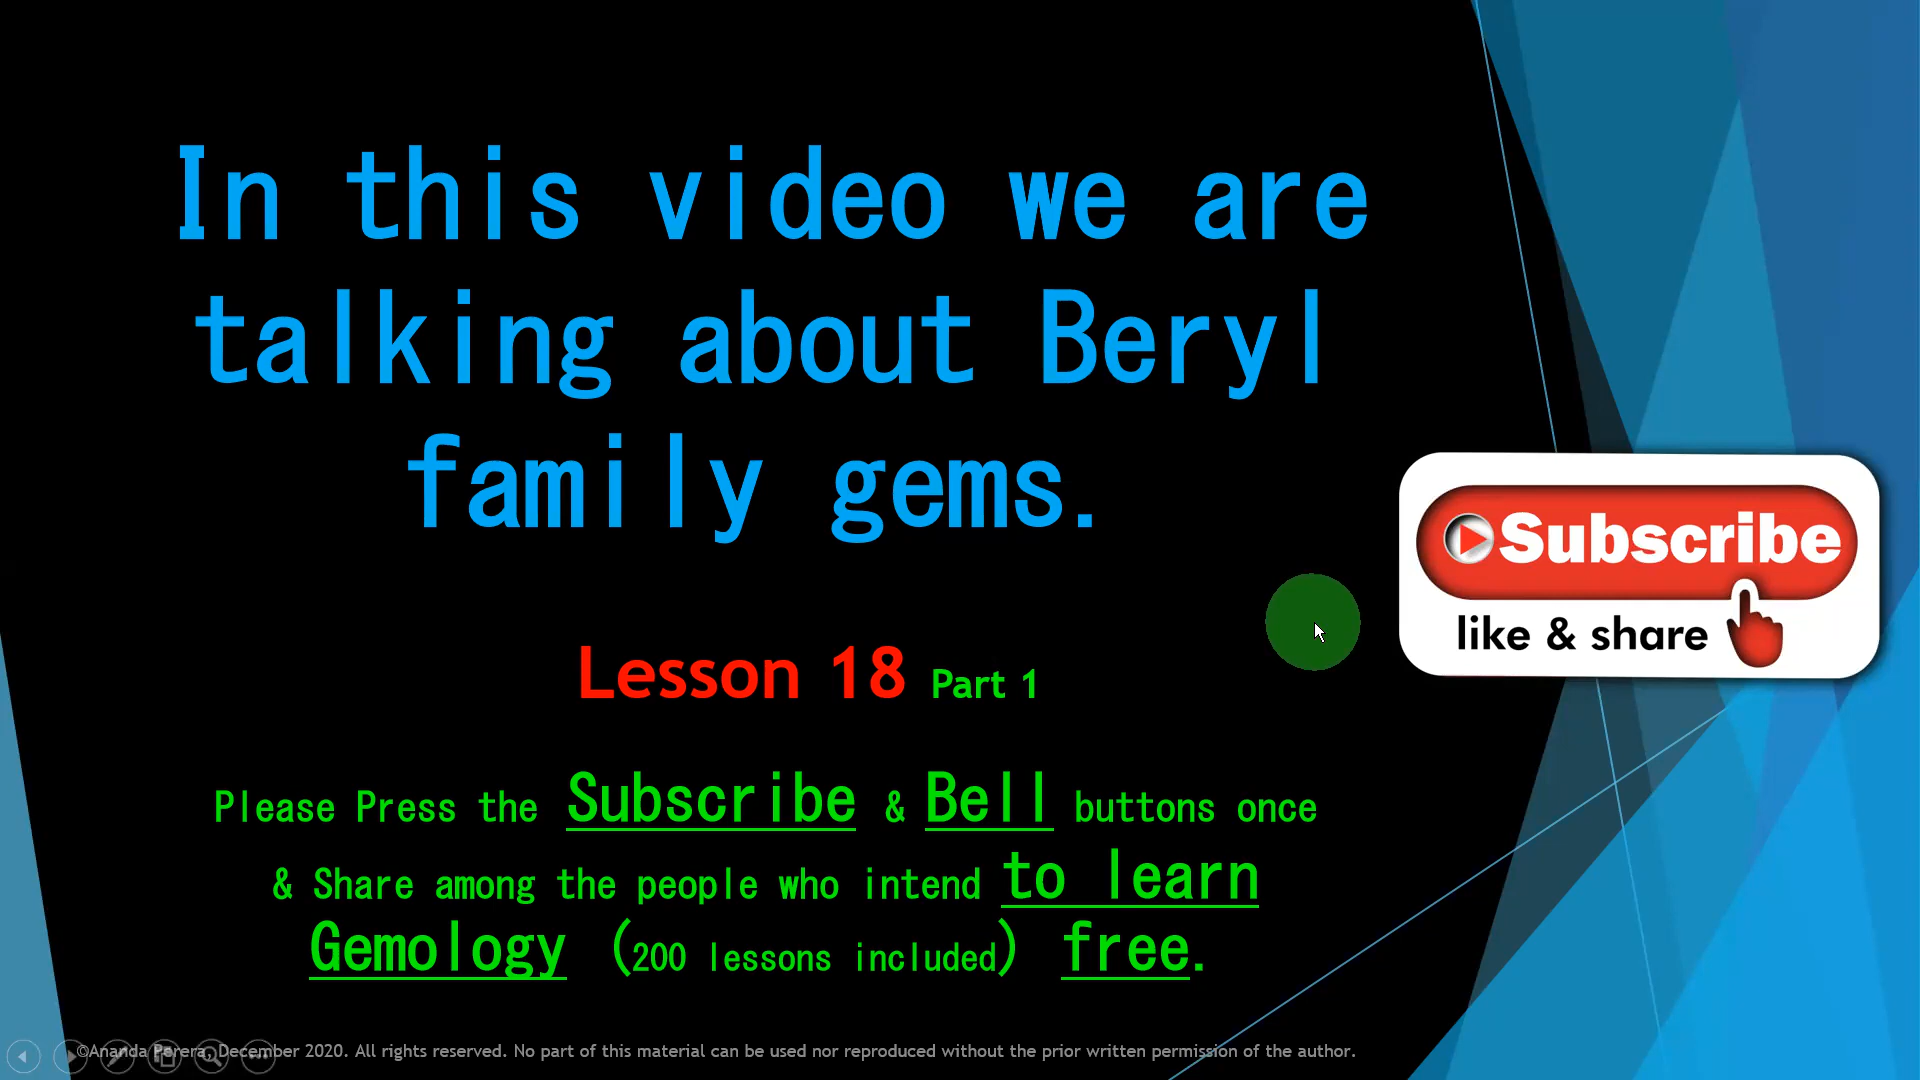 In this video we are
talking about Beryl
family gems.
Subscribe
like & share
Lesson 18 Part 1
Please Press the Subscribe & Bell buttons once
& Share among the people who intend to learn
Gemology (200 lessons included) free.
©Ananda Perera, December 2020. All rights reserved. No part of this material can be used nor reproduced without the prior written permission of the author.